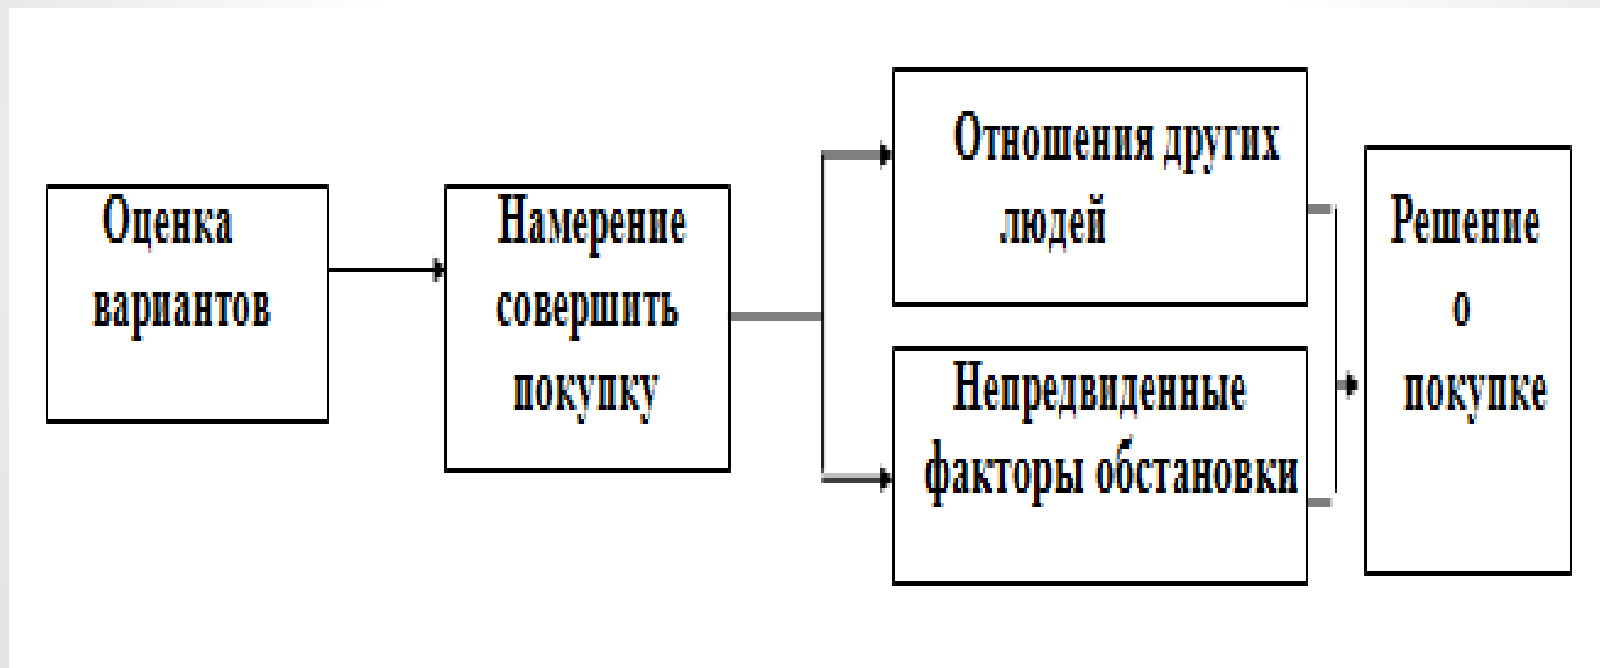 Оценка
вариантов
Намерение
совершить
покупку
Отношения других
людей
Непредвиденные
факторы обстановки
Решение
о
покупке